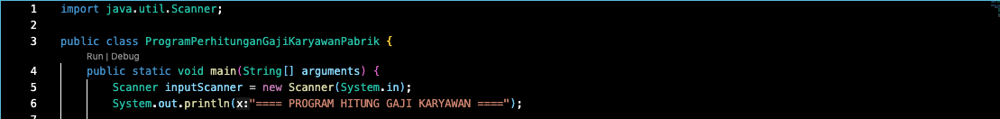 1 import java.util.Scanner;
2
3 public class ProgramPerhitunganGajiKaryawanPabrik {
Run | Debug
4 public static void main(String[] arguments) {
5 Scanner inputScanner = new Scanner(System.in);
6 System.out.println(x:"==== PROGRAM HITUNG GAJI KARYAWAN ====");
7